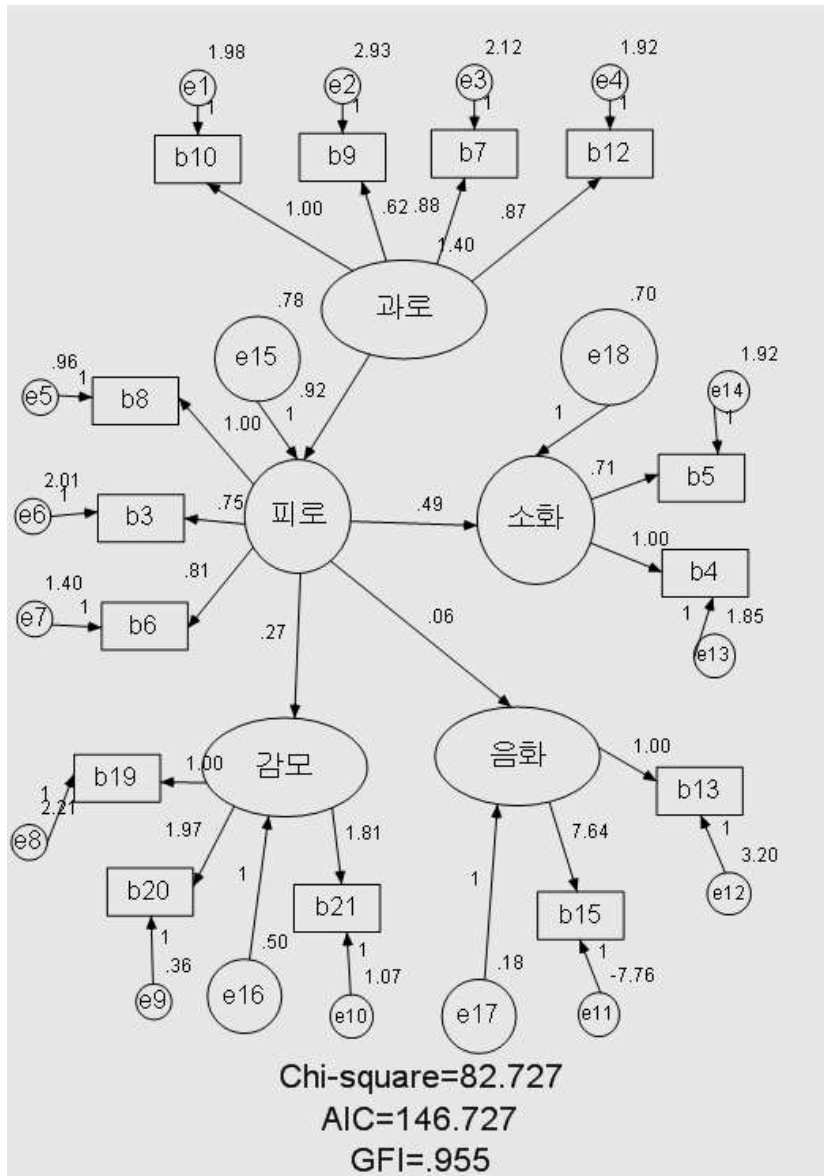 1.98 2.93 2.12 1.92
e1 e2 e3 e4
1 1 1 1
b10 b9 b7 b12
1.00 .62 .88 .87
1.40
과로
.78 .70
e15 e18
.96 1.92
e5 1 b8 e14
1.00 1 .92 1 1
.71 b5
2.01
e6 1 b3 .75 피로 .49 소화
1.00 b4
1.40 .81
e7 1 b6 1 1.85
e13
.27 .06
감모 음화
b19 1.00 1.00 b13
1
2.21
e8 1.97 1.81 7.64 1
3.20
b20 1 b21 1 b15 e12
1 .50 1 .18 1
.36 1.07 -7.76
e9 e16 e10 e17 e11
Chi-square=82.727
AIC=146.727
GFI=.955